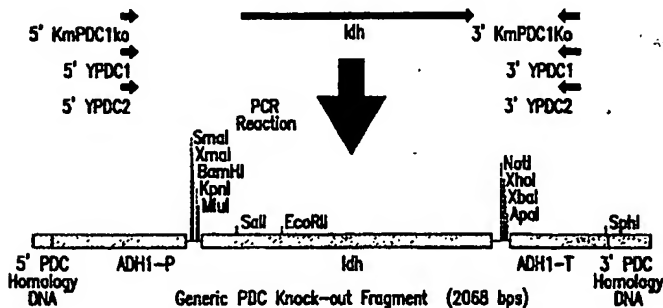 5' KmPDC1ko
ldh
3' KmPDC1Ko
5' YPDC1
3' YPDC1
5' YPDC2
3' YPDC2
PCR
Reaction
SmaI
XmaI
BamHI
KpnI
MluI
NotI
XhoI
XbaI
ApaI
SalI
EcoRII
SphI
5' PDC
Homology
DNA
ADH1-P
ldh
ADH1-T
3' PDC
Homology
DNA
Generic PDC Knock-out Fragment (2068 bps)